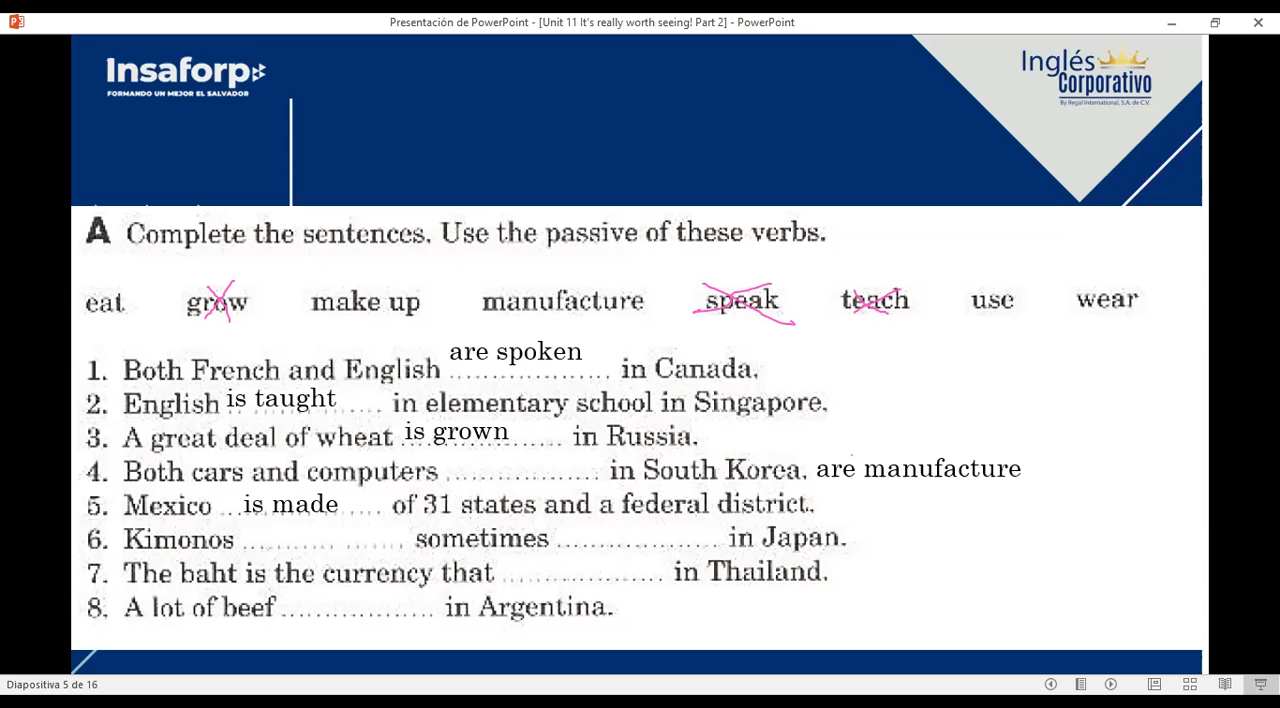 Presentación de PowerPoint - [Unit 11 It's really worth seeing! Part 2] - PowerPoint
Insaforp
FORMANDO UN MEJOR EL SALVADOR
Inglés
Corporativo
By Regal International, S.A. de C.V.
A Complete the sentences. Use the passive of these verbs.
eat grow make up manufacture speak teach use wear
1. Both French and English are spoken in Canada.
2. English is taught in elementary school in Singapore.
3. A great deal of wheat is grown in Russia.
4. Both cars and computers .................. in South Korea. are manufacture
5. Mexico is made of 31 states and a federal district.
6. Kimonos .................. sometimes .................. in Japan.
7. The baht is the currency that .................. in Thailand.
8. A lot of beef .................. in Argentina.
Diapositiva 5 de 16